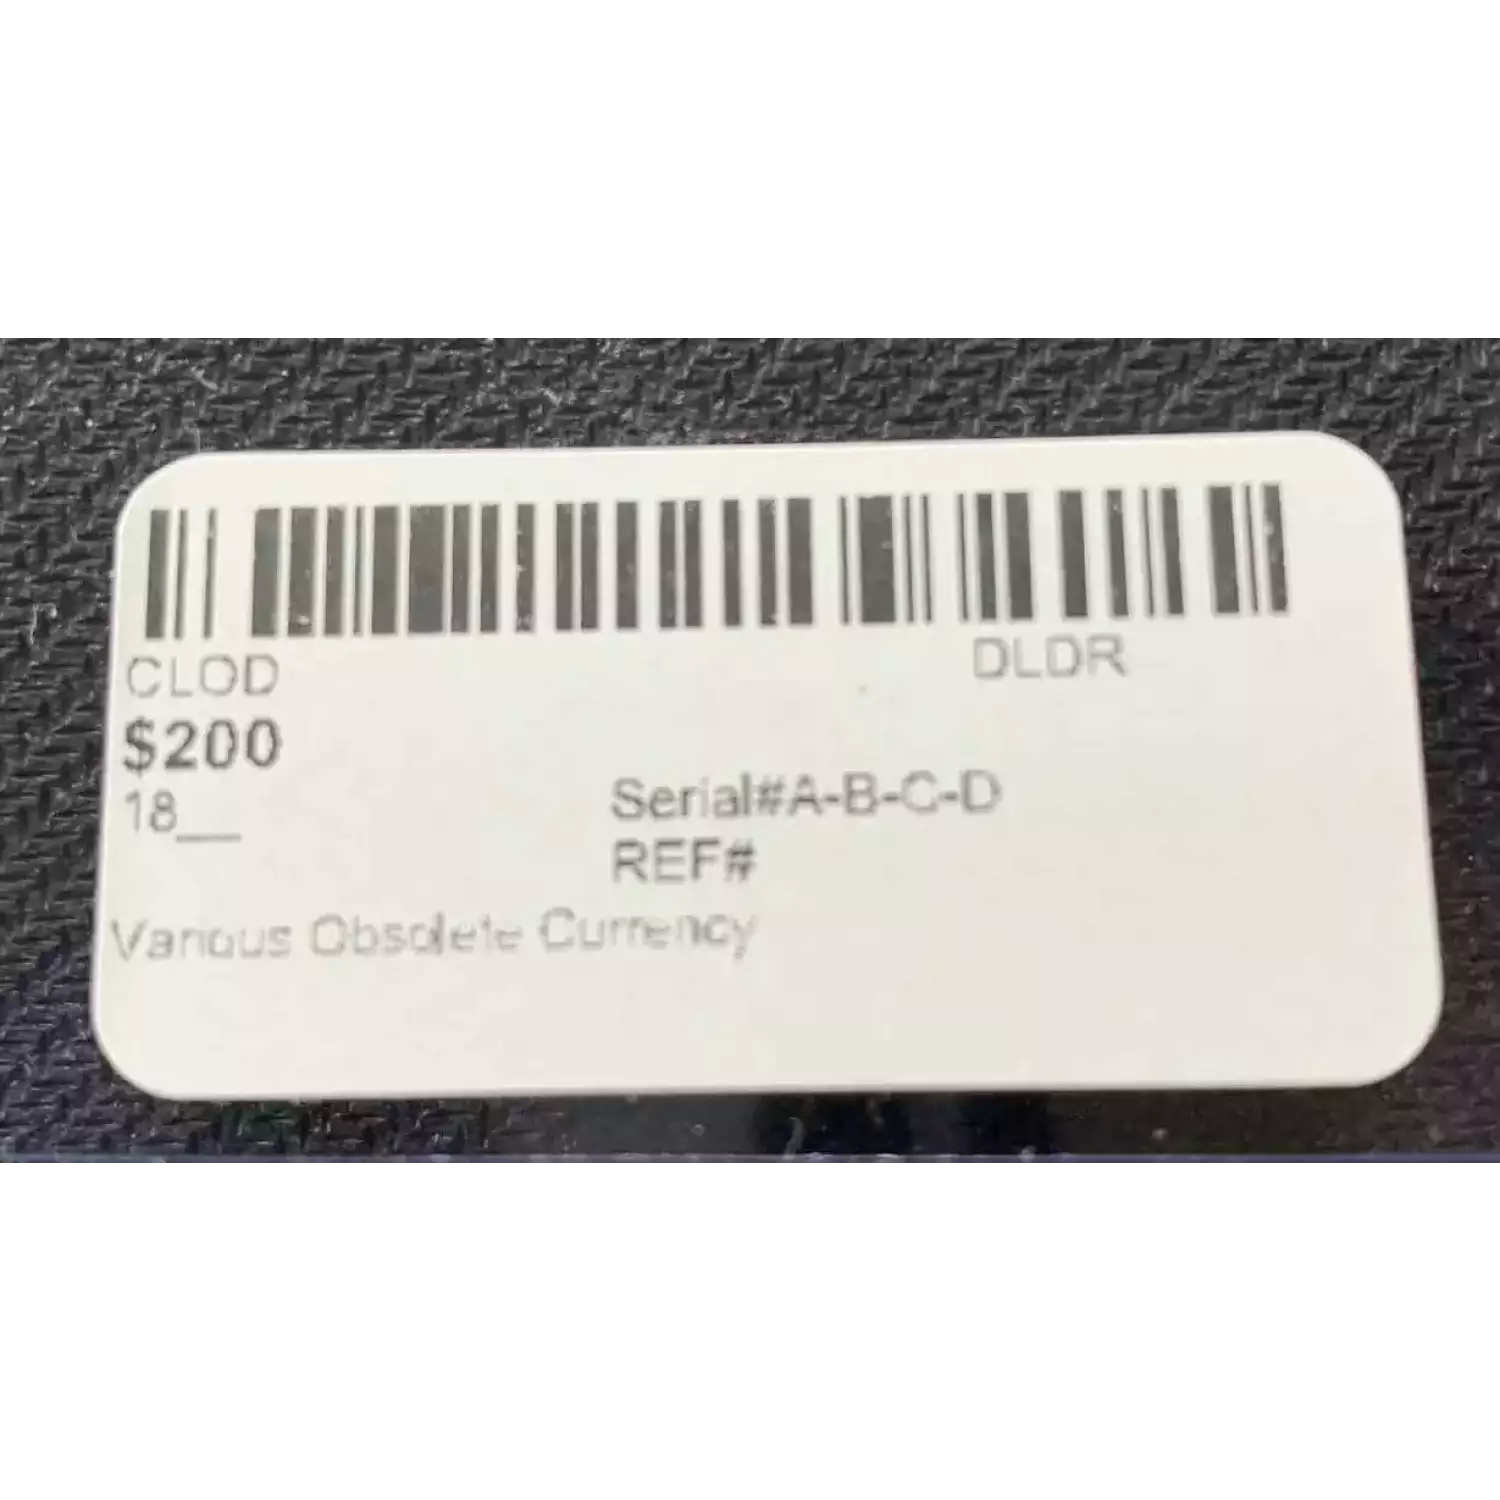 CLOD DLDR
$200
18__ Serial#A-B-C-D
REF#
Various Obsolete Currency